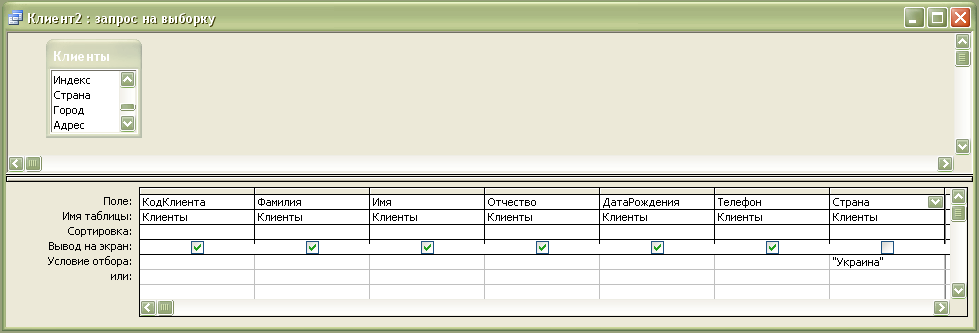 Клиент2 : запрос на выборку
Клиенты
Индекс
Страна
Город
Адрес
Поле: КодКлиента Фамилия Имя Отчество ДатаРождения Телефон Страна
Имя таблицы: Клиенты Клиенты Клиенты Клиенты Клиенты Клиенты Клиенты
Сортировка:
Вывод на экран:
Условие отбора: "Украина"
или: